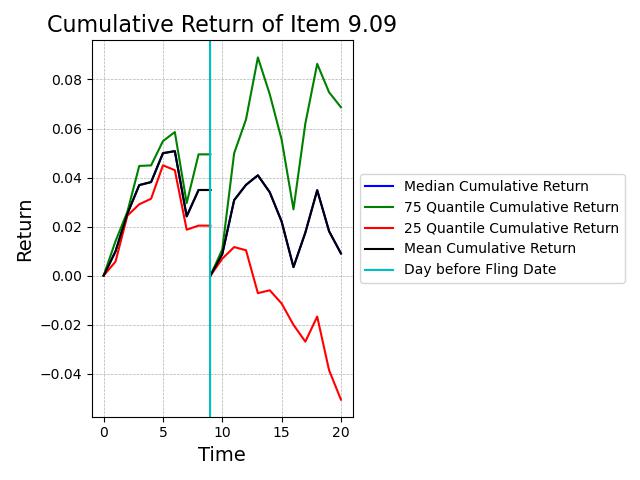 Cumulative Return of Item 9.09
Return
0.08
0.06
0.04
0.02
0.00
−0.02
−0.04
0
5
10
15
20
Time
Median Cumulative Return
75 Quantile Cumulative Return
25 Quantile Cumulative Return
Mean Cumulative Return
Day before Fling Date